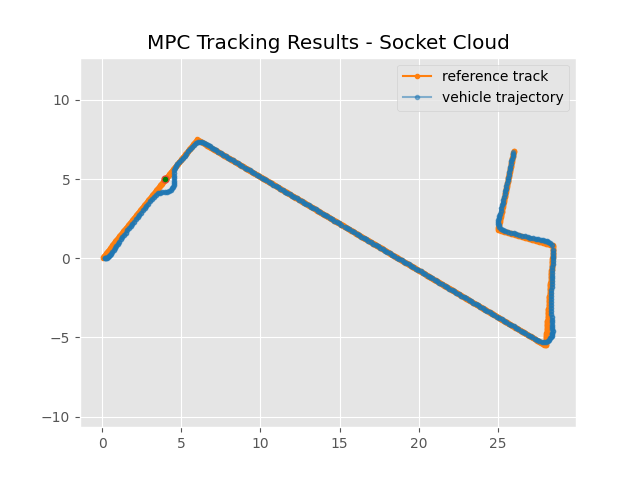 MPC Tracking Results - Socket Cloud
reference track
vehicle trajectory
10
5
0
−5
−10
0 5 10 15 20 25